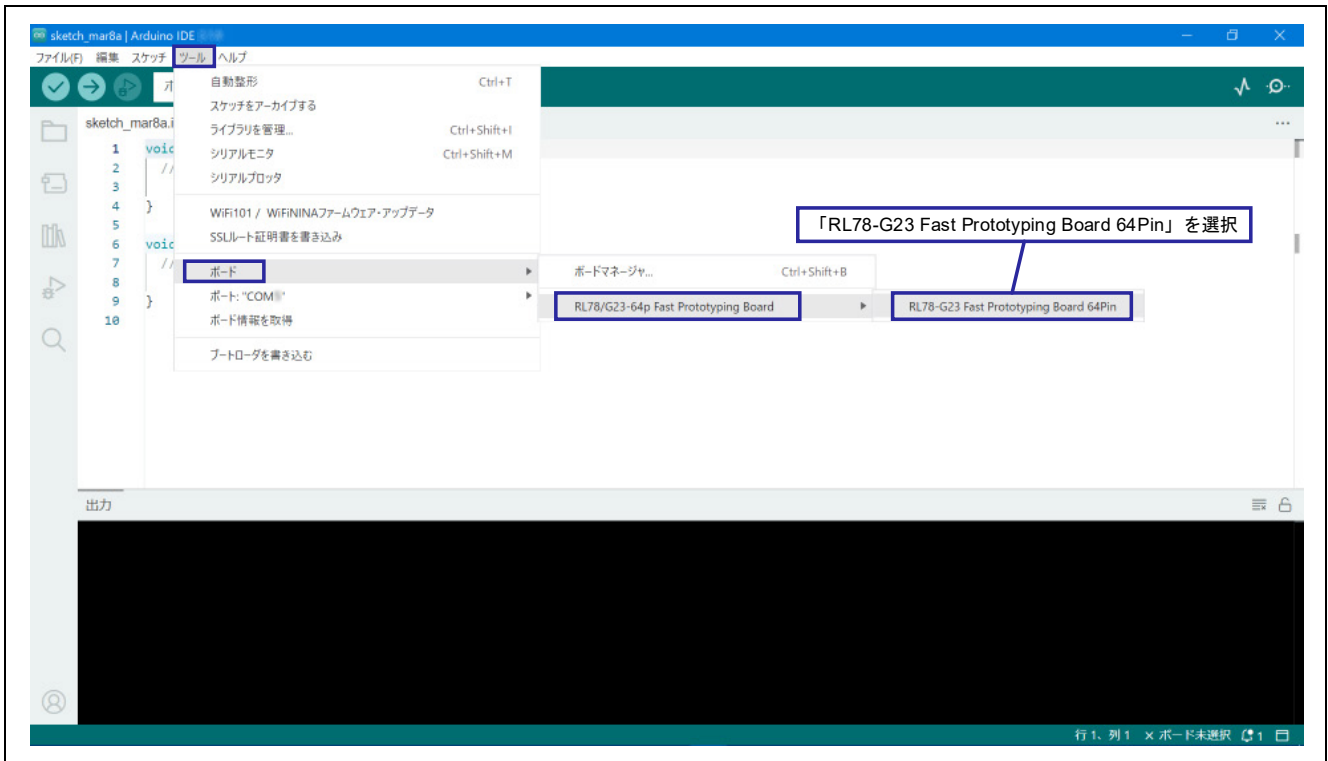 sketch_mar8a | Arduino IDE
ファイル(F) 編集 スケッチ ツール ヘルプ
自動整形 Ctrl+T
スケッチをアーカイブする
ライブラリを管理... Ctrl+Shift+I
シリアルモニタ Ctrl+Shift+M
シリアルプロッタ
WiFi101 / WiFiNINAファームウェア・アップデータ
SSLルート証明書を書き込み
ボード
ポート: "COM"
ボード情報を取得
ブートローダを書き込む
ボードマネージャ... Ctrl+Shift+B
RL78/G23-64p Fast Prototyping Board
RL78-G23 Fast Prototyping Board 64Pin
「RL78-G23 Fast Prototyping Board 64Pin」を選択
sketch_mar8a.i
...
1 voic
2 //
3
4 }
5
6 voic
7 //
8
9 }
10
出力
行 1、列 1 × ボード未選択 1